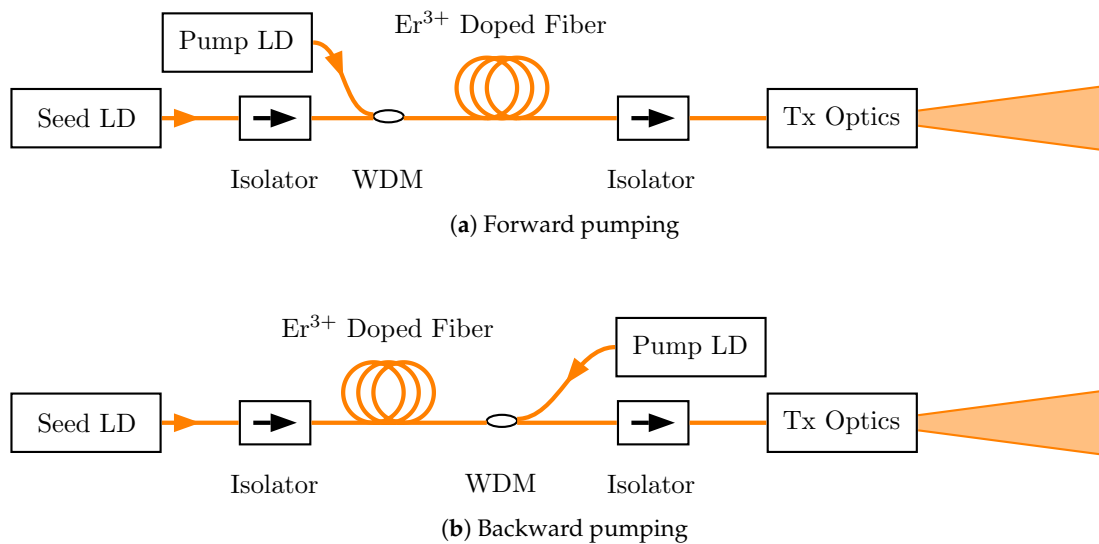 Er³⁺ Doped Fiber
Pump LD
Seed LD
Tx Optics
Isolator WDM
Isolator
(a) Forward pumping
Er³⁺ Doped Fiber
Pump LD
Seed LD
Tx Optics
Isolator
WDM
Isolator
(b) Backward pumping